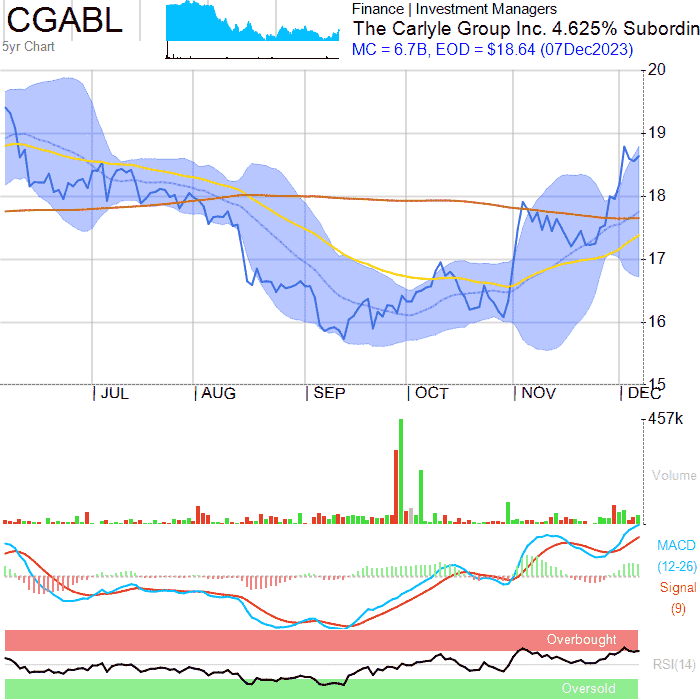 CGABL
5yr Chart
Finance | Investment Managers
The Carlyle Group Inc. 4.625% Subordin
MC = 6.7B, EOD = $18.64 (07Dec2023)
20
19
18
17
16
15
JUL AUG SEP OCT NOV DEC
457k
Volume
MACD
(12-26)
Signal
(9)
Overbought
RSI(14)
Oversold